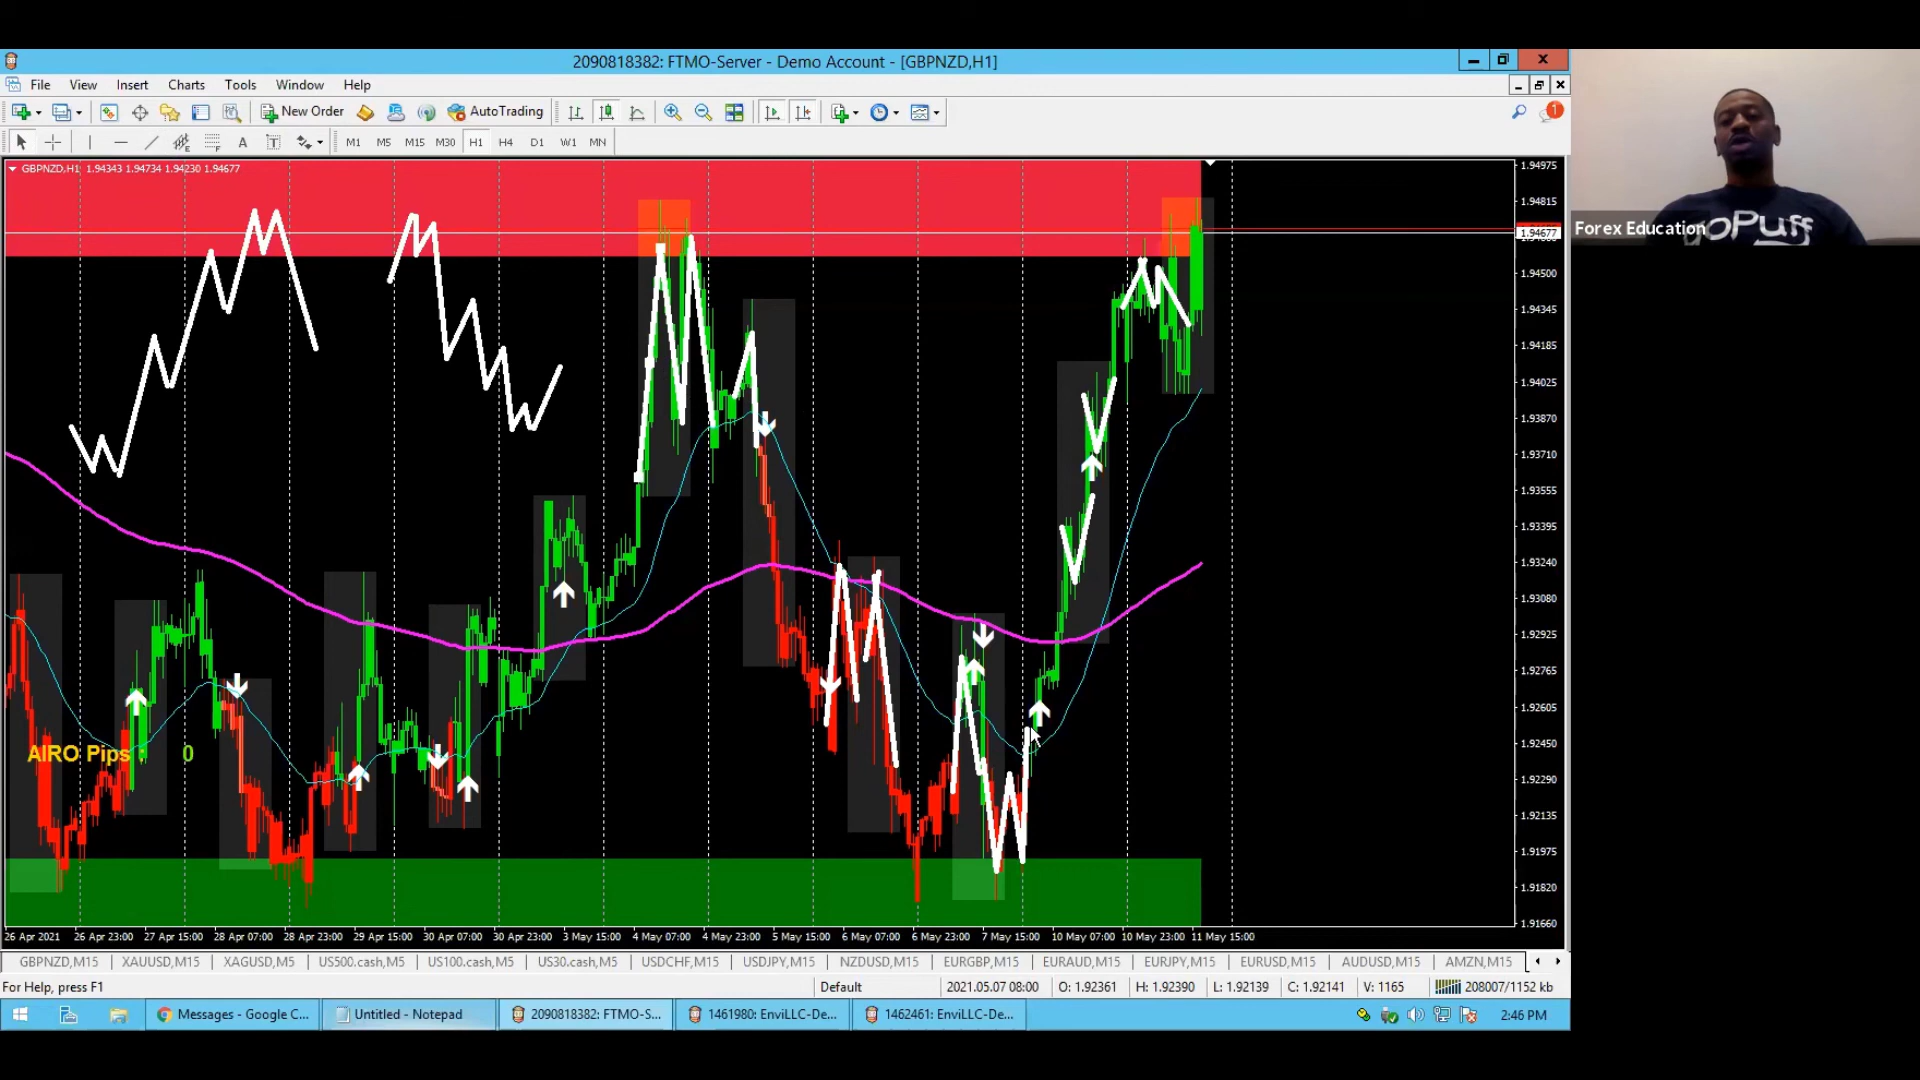 2090818382: FTMO-Server - Demo Account - [GBPNZD,H1]
File View Insert Charts Tools Window Help
New Order AutoTrading 1
A T M1 M5 M15 M30 H1 H4 D1 W1 MN
GBPNZD,H1 1.94343 1.94734 1.94230 1.94677
1.94975
1.94815
1.94677
1.94500
1.94345
1.94185
1.94025
1.93870
1.93710
1.93555
1.93395
1.93240
1.93080
1.92925
1.92765
1.92605
1.92450
1.92290
1.92135
1.91975
1.91820
1.91660
AIRO Pips : 0
26 Apr 2021 26 Apr 23:00 27 Apr 15:00 28 Apr 07:00 28 Apr 23:00 29 Apr 15:00 30 Apr 07:00 30 Apr 23:00 3 May 15:00 4 May 07:00 4 May 23:00 5 May 15:00 6 May 07:00 6 May 23:00 7 May 15:00 10 May 07:00 10 May 23:00 11 May 15:00
GBPNZD,M15 XAUUSD,M15 XAGUSD,M5 US500.cash,M5 US100.cash,M5 US30.cash,M5 USDCHF,M15 USDJPY,M15 NZDUSD,M15 EURGBP,M15 EURAUD,M15 EURJPY,M15 EURUSD,M15 AUDUSD,M15 AMZN,M15
For Help, press F1 Default 2021.05.07 08:00 O: 1.92361 H: 1.92390 L: 1.92139 C: 1.92141 V: 1165 208007/1152 kb
Messages - Google C... Untitled - Notepad 2090818382: FTMO-S... 1461980: EnviLLC-De... 1462461: EnviLLC-De... 2:46 PM
Forex Education
oPuff